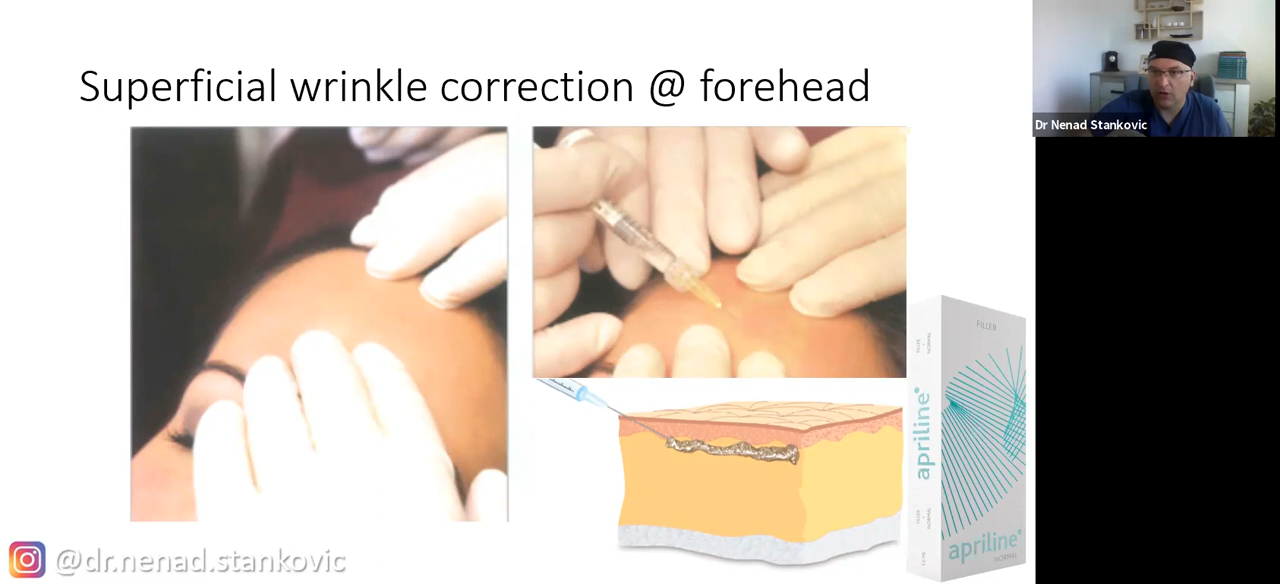 Superficial wrinkle correction @ forehead
Dr Nenad Stankovic
FILLER
apriline®
apriline®
NORMAL
@dr.nenad.stankovic